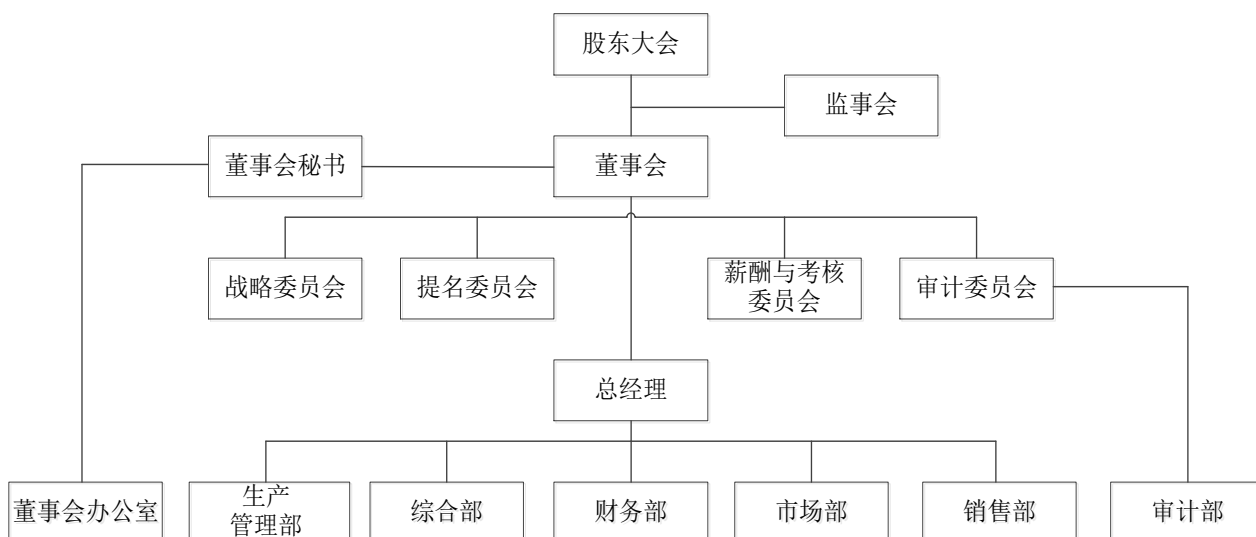 股东大会
监事会
董事会秘书
董事会
战略委员会
提名委员会
薪酬与考核
委员会
审计委员会
总经理
董事会办公室
生产
管理部
综合部
财务部
市场部
销售部
审计部